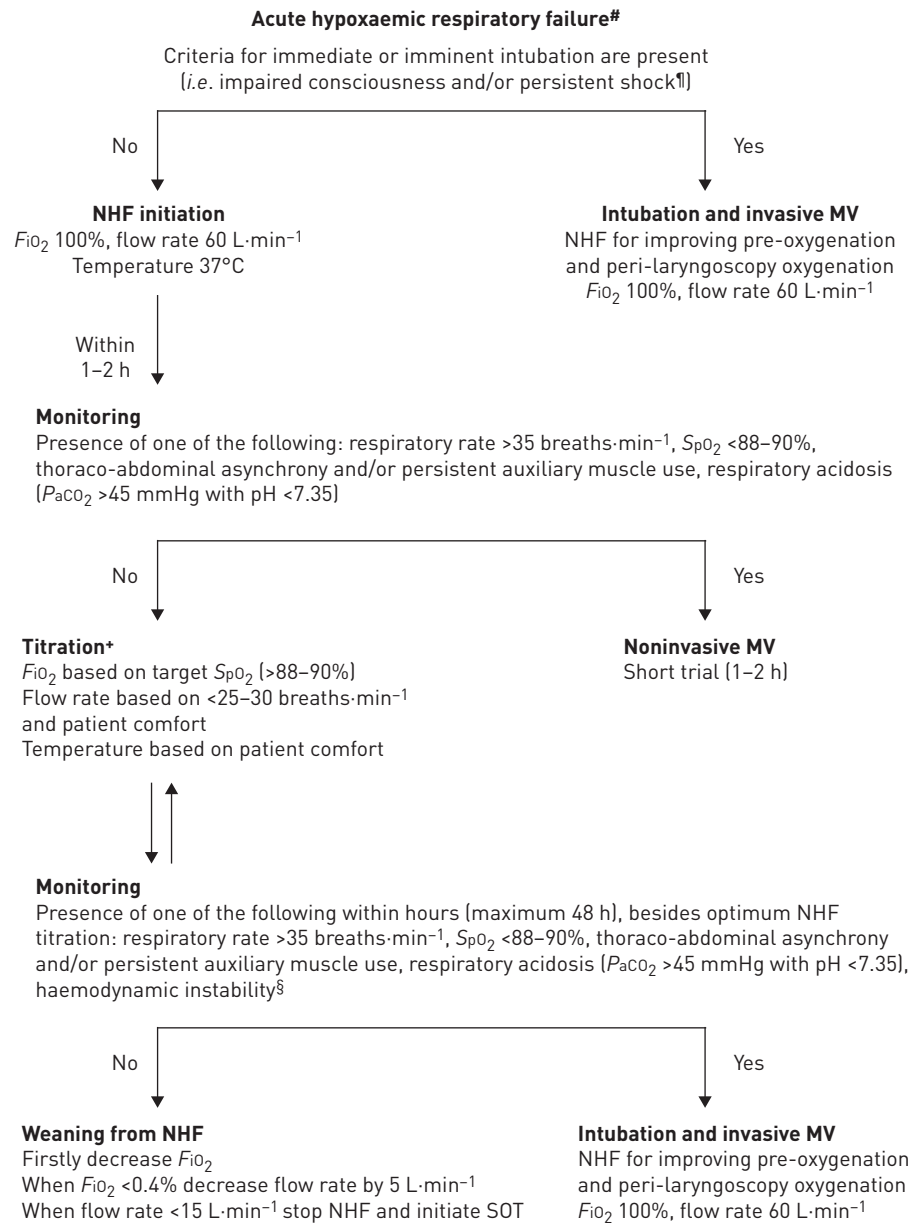 Acute hypoxaemic respiratory failure#
Criteria for immediate or imminent intubation are present
(i.e. impaired consciousness and/or persistent shock¶)
No
Yes
NHF initiation
FiO2 100%, flow rate 60 L·min−1
Temperature 37°C
Intubation and invasive MV
NHF for improving pre-oxygenation
and peri-laryngoscopy oxygenation
FiO2 100%, flow rate 60 L·min−1
Within
1–2 h
Monitoring
Presence of one of the following: respiratory rate >35 breaths·min−1, SpO2 <88–90%,
thoraco-abdominal asynchrony and/or persistent auxiliary muscle use, respiratory acidosis
(PaCO2 >45 mmHg with pH <7.35)
No
Yes
Titration+
FiO2 based on target SpO2 (>88–90%)
Flow rate based on <25–30 breaths·min−1
and patient comfort
Temperature based on patient comfort
Noninvasive MV
Short trial (1–2 h)
Monitoring
Presence of one of the following within hours (maximum 48 h), besides optimum NHF
titration: respiratory rate >35 breaths·min−1, SpO2 <88–90%, thoraco-abdominal asynchrony
and/or persistent auxiliary muscle use, respiratory acidosis (PaCO2 >45 mmHg with pH <7.35),
haemodynamic instability§
No
Yes
Weaning from NHF
Firstly decrease FiO2
When FiO2 <0.4% decrease flow rate by 5 L·min−1
When flow rate <15 L·min−1 stop NHF and initiate SOT
Intubation and invasive MV
NHF for improving pre-oxygenation
and peri-laryngoscopy oxygenation
FiO2 100%, flow rate 60 L·min−1